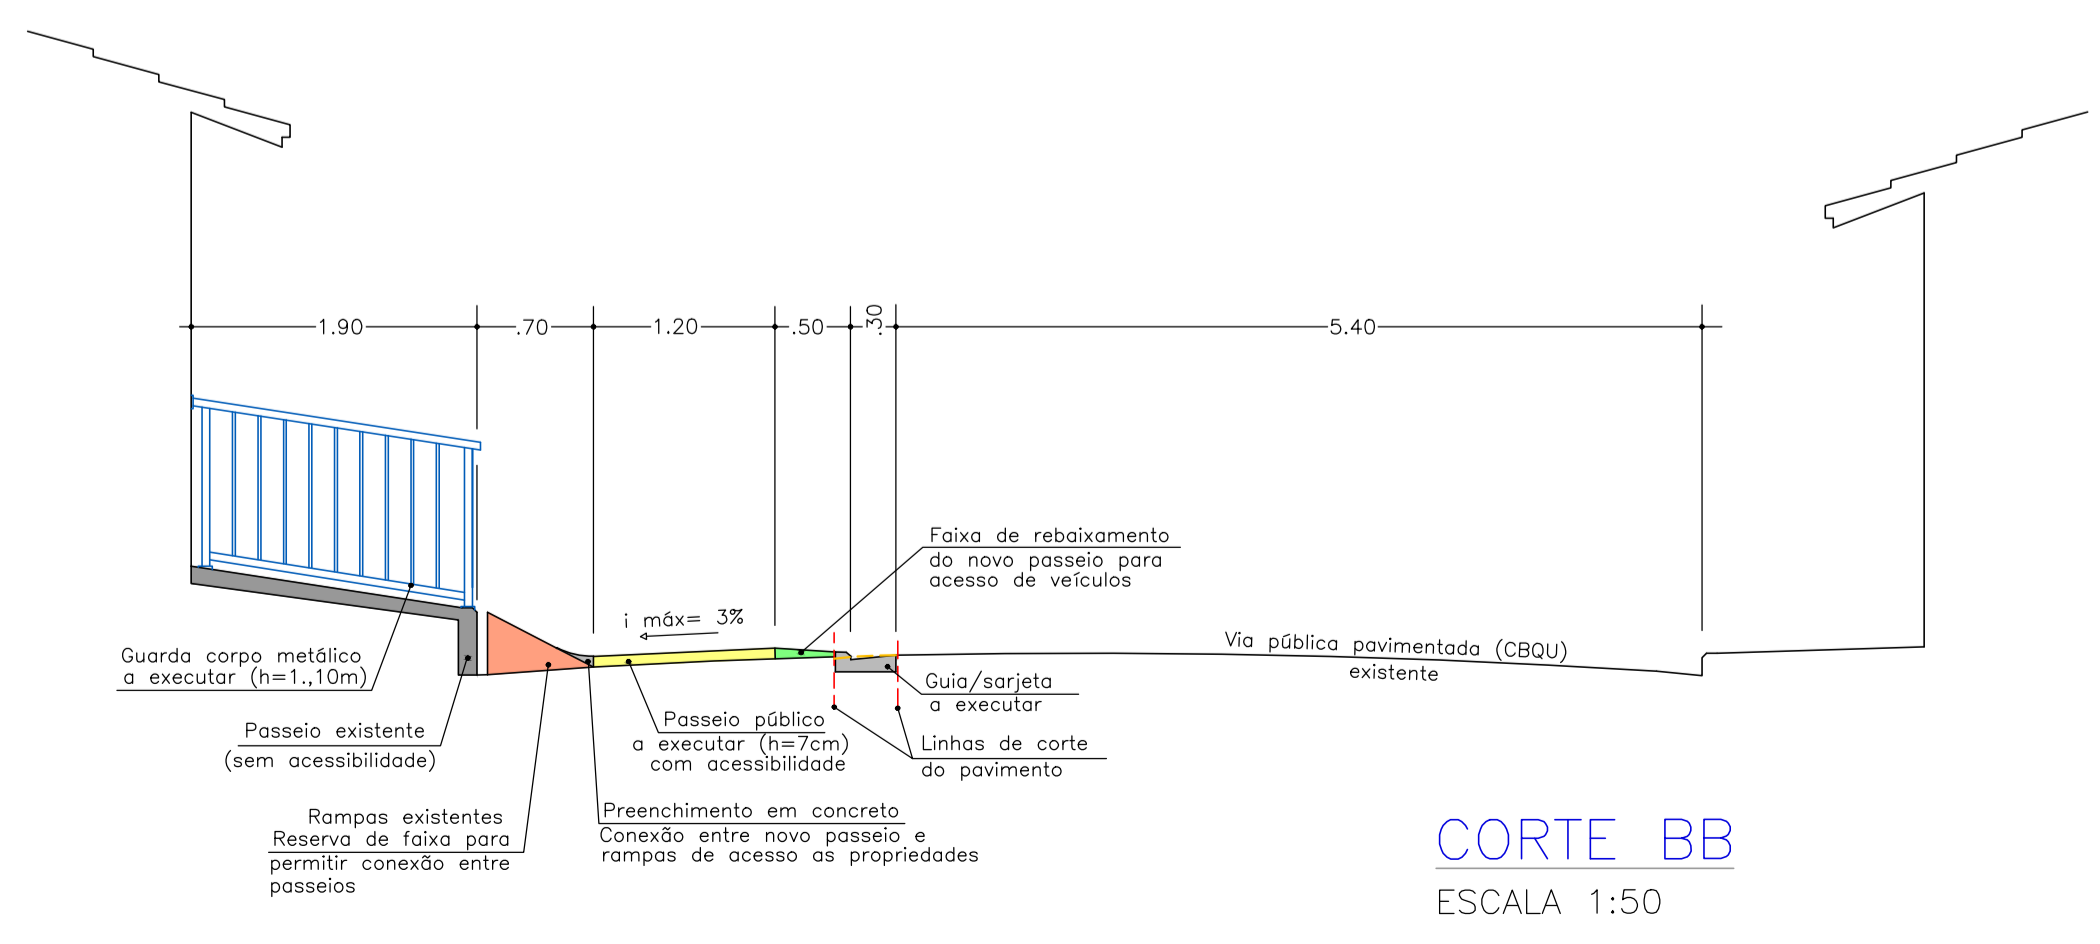 1.90
.70
1.20
.50
.30
5.40
Faixa de rebaixamento
do novo passeio para
acesso de veículos
i máx= 3%
Via pública pavimentada (CBQU)
existente
Guarda corpo metálico
a executar (h=1.,10m)
Guia/sarjeta
a executar
Passeio existente
(sem acessibilidade)
Passeio público
a executar (h=7cm)
com acessibilidade
Linhas de corte
do pavimento
Rampas existentes
Reserva de faixa para
permitir conexão entre
passeios
Preenchimento em concreto
Conexão entre novo passeio e
rampas de acesso as propriedades
CORTE BB
ESCALA 1:50